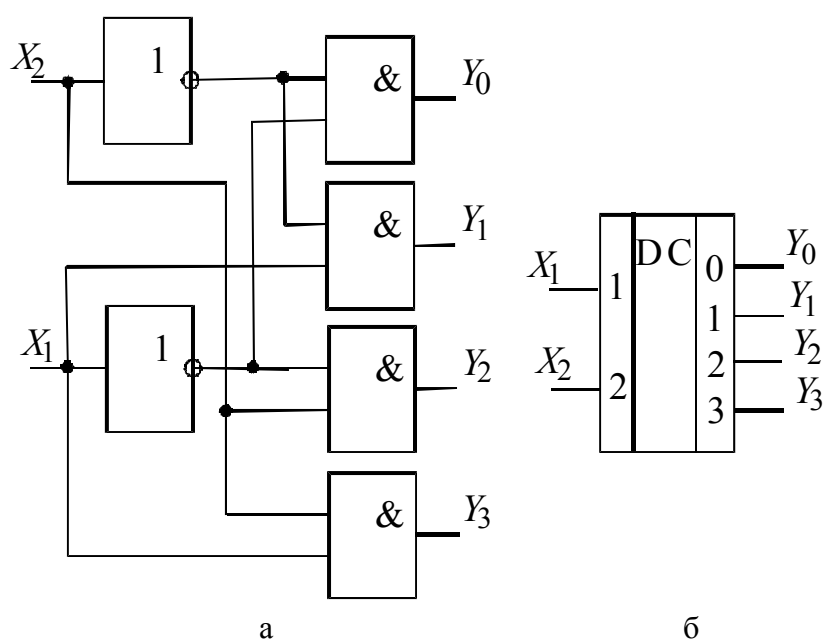 X₂
1
&
Y₀
&
Y₁
X₁
1
&
Y₂
&
Y₃
а
X₁
X₂
1
2
DC
0
1
2
3
Y₀
Y₁
Y₂
Y₃
б